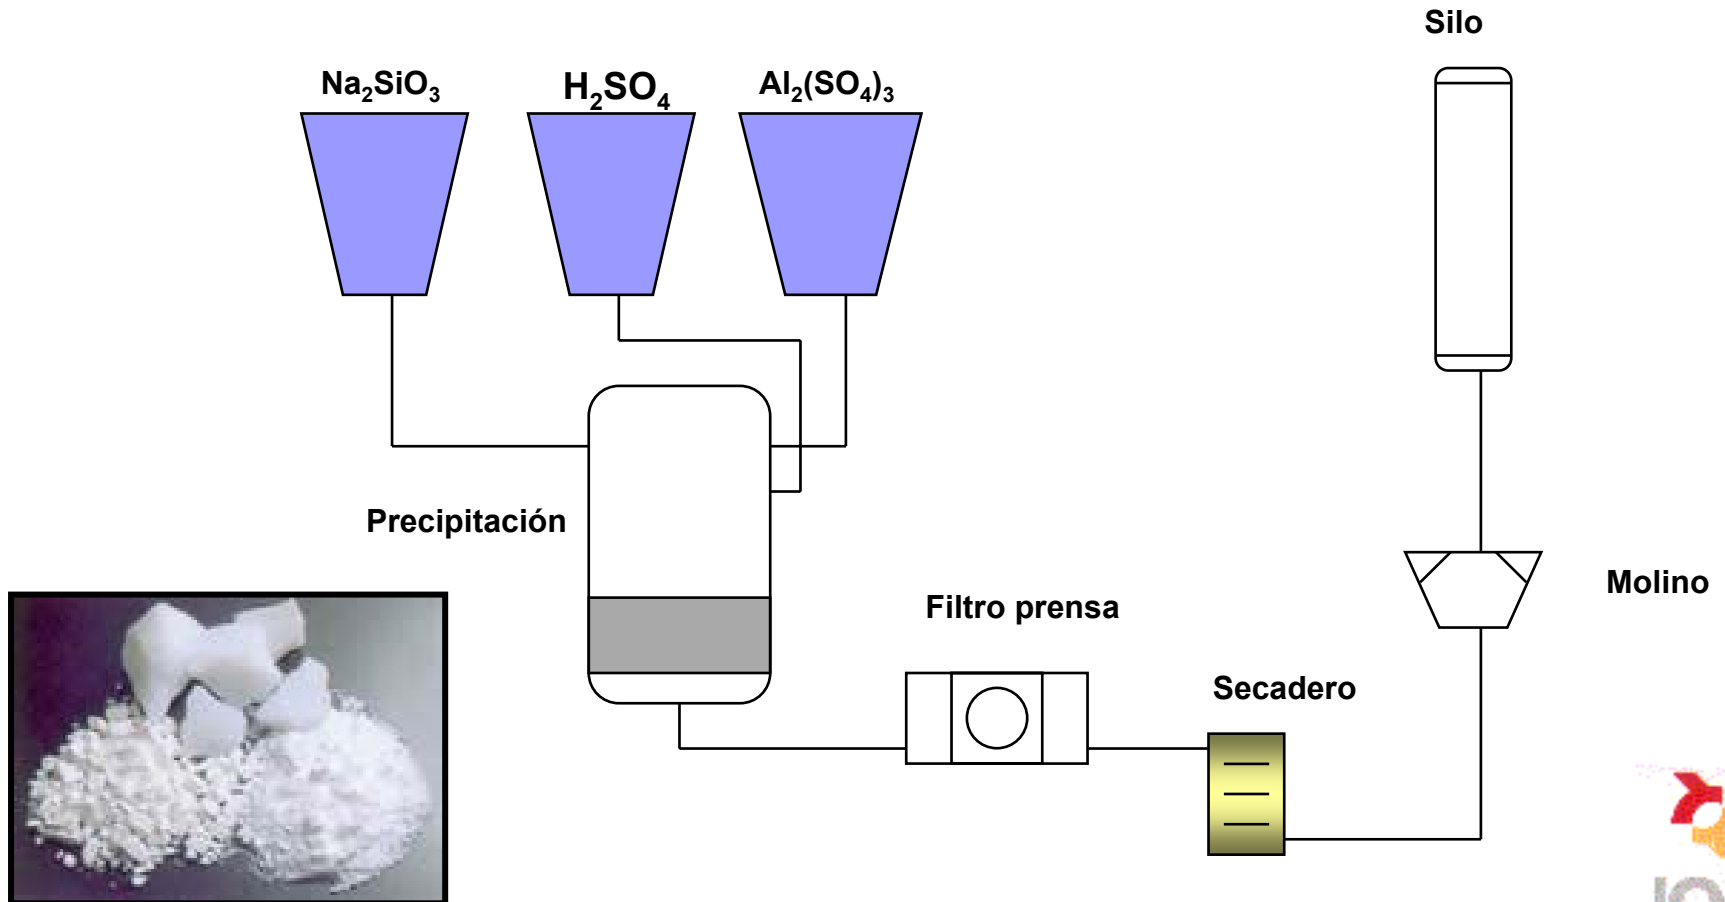 Silo
Na₂SiO₃
H₂SO₄
Al₂(SO₄)₃
Precipitación
Filtro prensa
Molino
Secadero